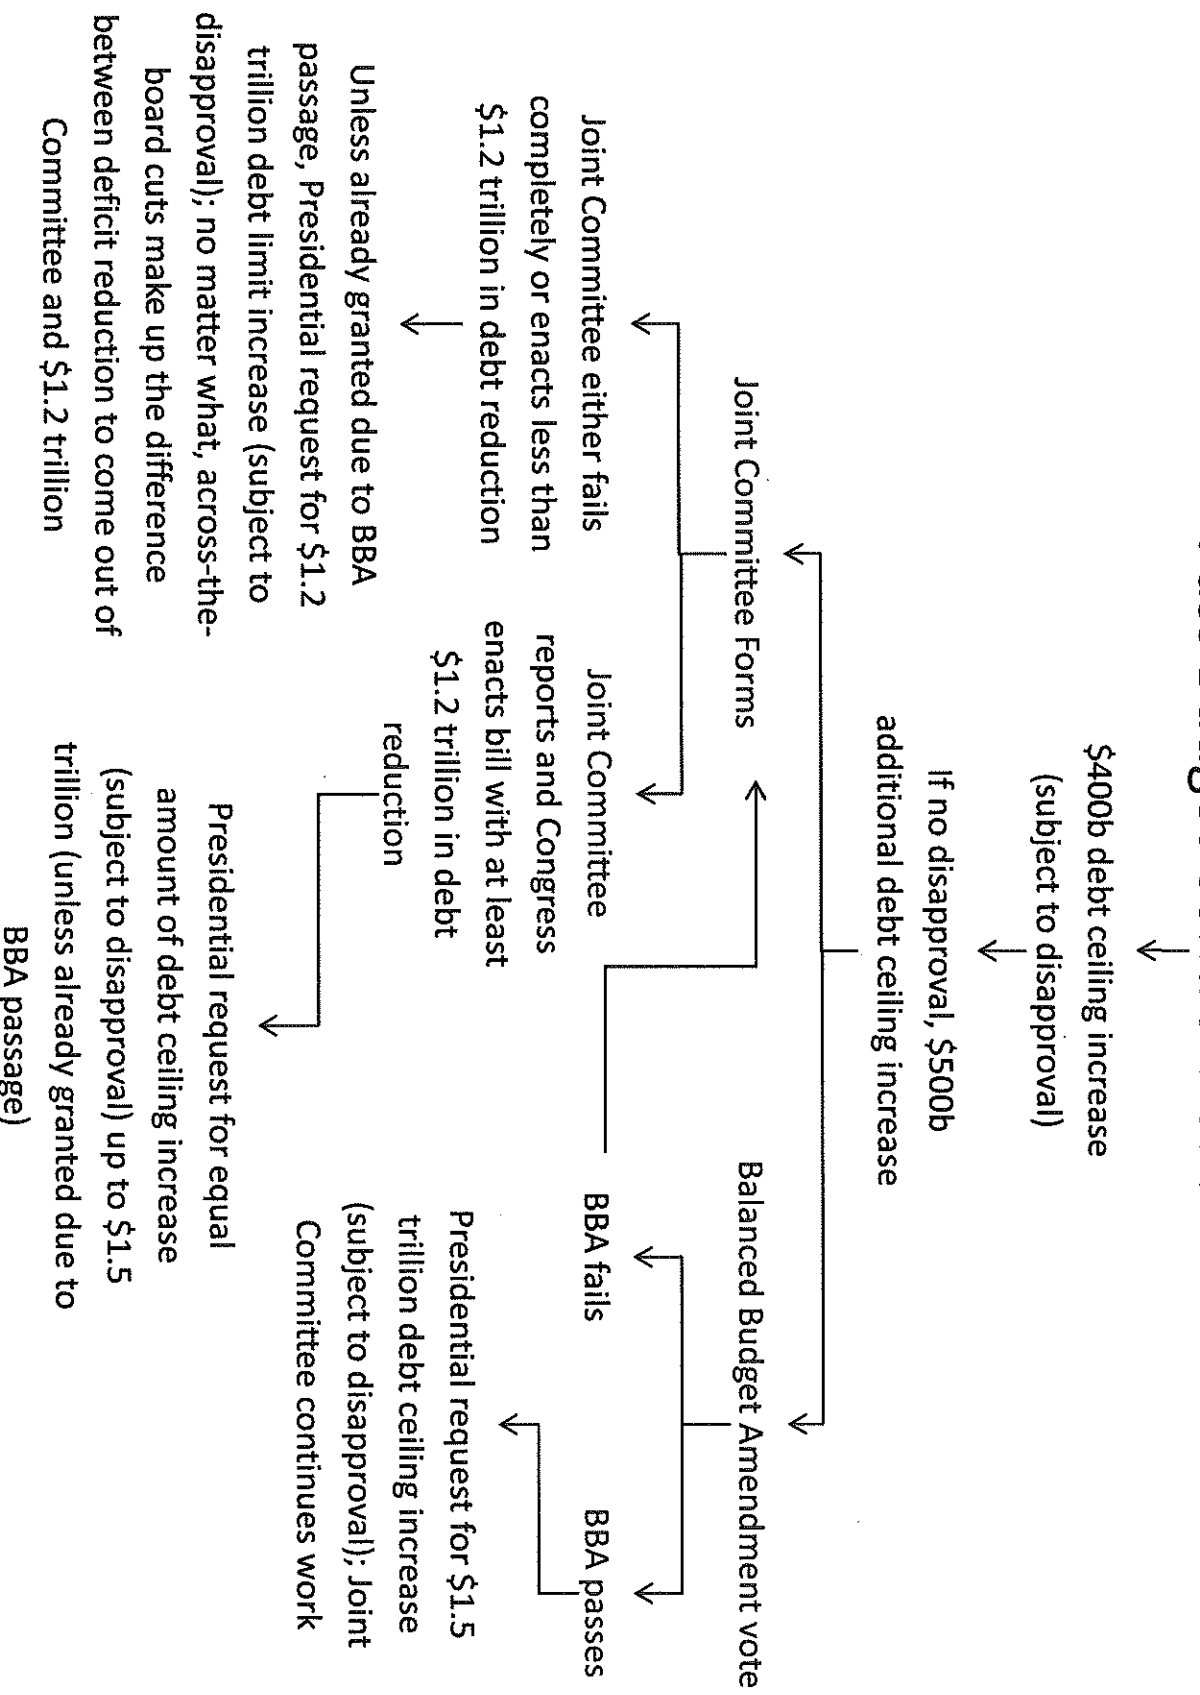 $400b debt ceiling increase
(subject to disapproval)
If no disapproval, $500b
additional debt ceiling increase
Joint Committee Forms
Balanced Budget Amendment vote
Joint Committee either fails
completely or enacts less than
$1.2 trillion in debt reduction
Joint Committee
reports and Congress
enacts bill with at least
$1.2 trillion in debt
reduction
BBA fails
BBA passes
Unless already granted due to BBA
passage, Presidential request for $1.2
trillion debt limit increase (subject to
disapproval); no matter what, across-the-
board cuts make up the difference
between deficit reduction to come out of
Committee and $1.2 trillion
Presidential request for equal
amount of debt ceiling increase
(subject to disapproval) up to $1.5
trillion (unless already granted due to
BBA passage)
Presidential request for $1.5
trillion debt ceiling increase
(subject to disapproval); Joint
Committee continues work